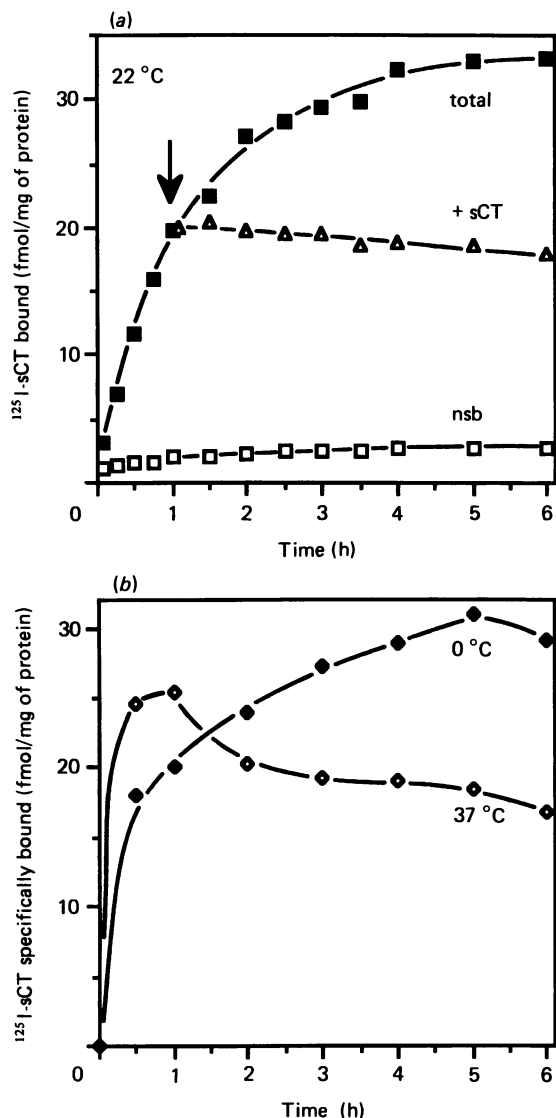 (a)
22 °C
30
total
20
+ sCT
10
nsb
0
1
2
3
4
5
6
Time (h)
¹²⁵I-sCT bound (fmol/mg of protein)
(b)
30
0 °C
20
37 °C
10
0
1
2
3
4
5
6
Time (h)
¹²⁵I-sCT specifically bound (fmol/mg of protein)